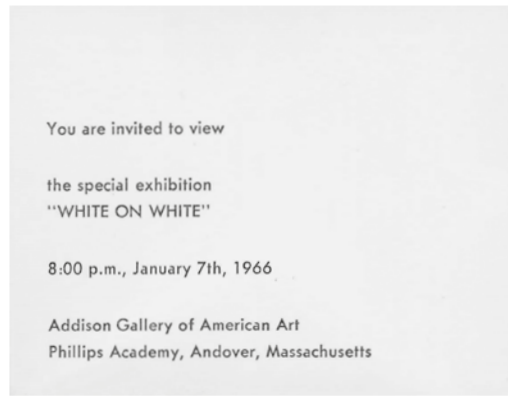 You are invited to view
the special exhibition
"WHITE ON WHITE"
8:00 p.m., January 7th, 1966
Addison Gallery of American Art
Phillips Academy, Andover, Massachusetts